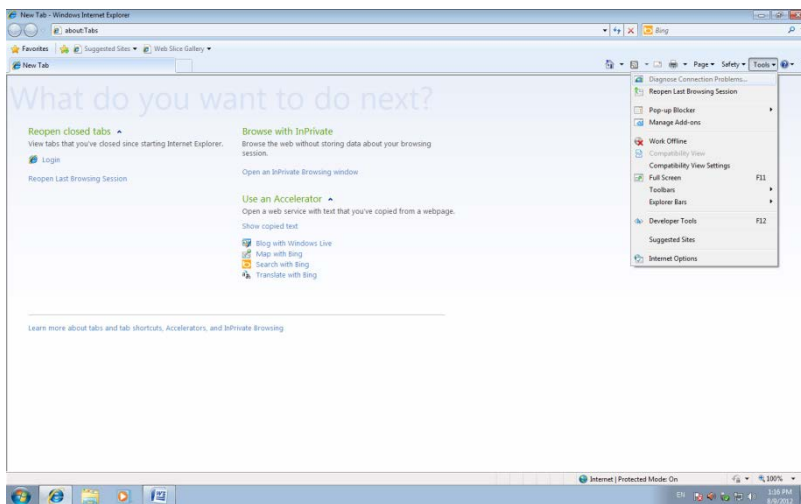 New Tab - Windows Internet Explorer
about:Tabs
Bing
Favorites Suggested Sites Web Slice Gallery
New Tab
Page Safety Tools
What do you want to do next?
Reopen closed tabs
View tabs that you've closed since starting Internet Explorer.
Login
Reopen Last Browsing Session
Browse with InPrivate
Browse the web without storing data about your browsing
session.
Open an InPrivate Browsing window
Use an Accelerator
Open a web service with text that you've copied from a webpage.
Show copied text
Blog with Windows Live
Map with Bing
Search with Bing
Translate with Bing
Learn more about tabs and tab shortcuts, Accelerators, and InPrivate Browsing
Diagnose Connection Problems...
Reopen Last Browsing Session
Pop-up Blocker
Manage Add-ons
Work Offline
Compatibility View
Compatibility View Settings
Full Screen F11
Toolbars
Explorer Bars
Developer Tools F12
Suggested Sites
Internet Options
Internet | Protected Mode: On 100%
EN 1:16 PM
8/9/2012